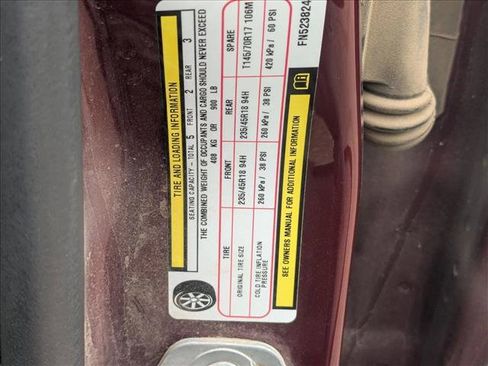 TIRE AND LOADING INFORMATION
SEATING CAPACITY – TOTAL 5 FRONT 2 REAR 3
THE COMBINED WEIGHT OF OCCUPANTS AND CARGO SHOULD NEVER EXCEED
408 KG OR 900 LB
TIRE FRONT REAR SPARE
ORIGINAL TIRE SIZE 235/45R18 94H 235/45R18 94H T145/70R17 106M
COLD TIRE INFLATION PRESSURE 260 kPa / 38 PSI 260 kPa / 38 PSI 420 kPa / 60 PSI
SEE OWNERS MANUAL FOR ADDITIONAL INFORMATION
FN523824